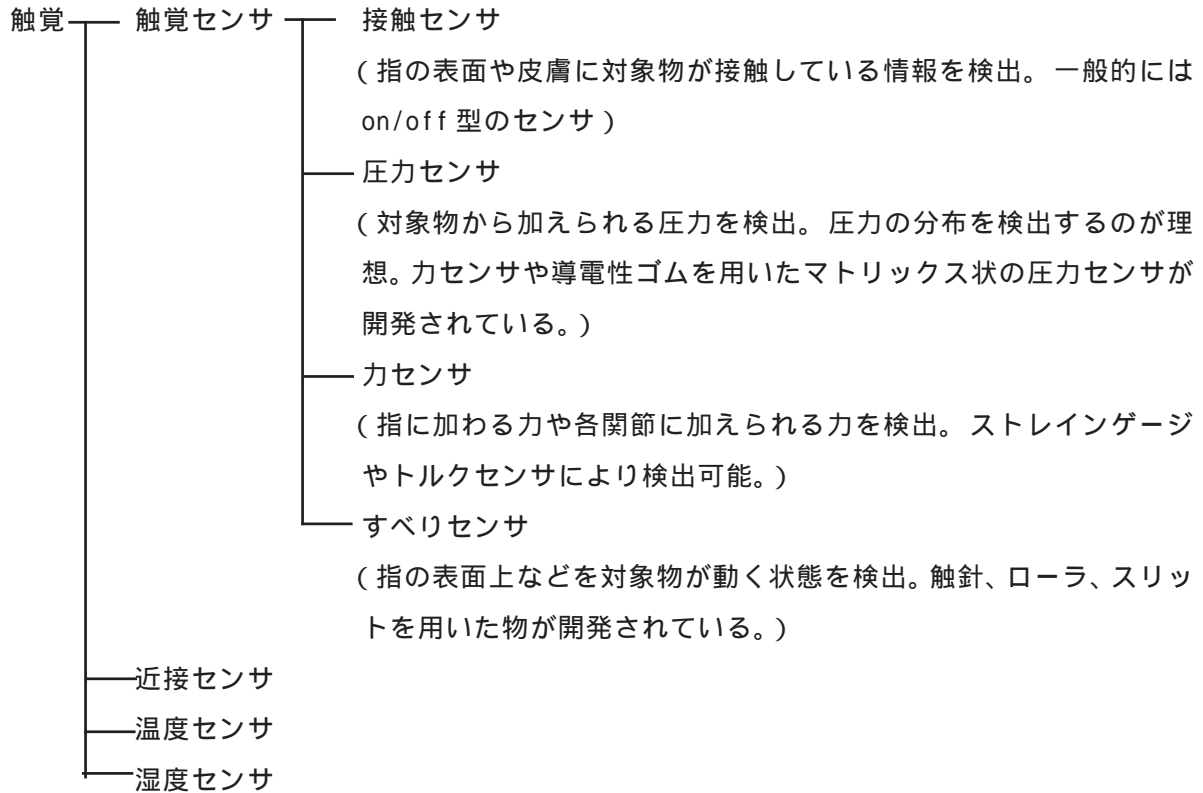 触覚 触覚センサ 接触センサ
(指の表面や皮膚に対象物が接触している情報を検出。一般的には
on/off 型のセンサ)
圧力センサ
(対象物から加えられる圧力を検出。圧力の分布を検出するのが理
想。力センサや導電性ゴムを用いたマトリックス状の圧力センサが
開発されている。)
力センサ
(指に加わる力や各関節に加えられる力を検出。ストレインゲージ
やトルクセンサにより検出可能。)
すべりセンサ
(指の表面上などを対象物が動く状態を検出。触針、ローラ、スリッ
トを用いた物が開発されている。)
近接センサ
温度センサ
湿度センサ